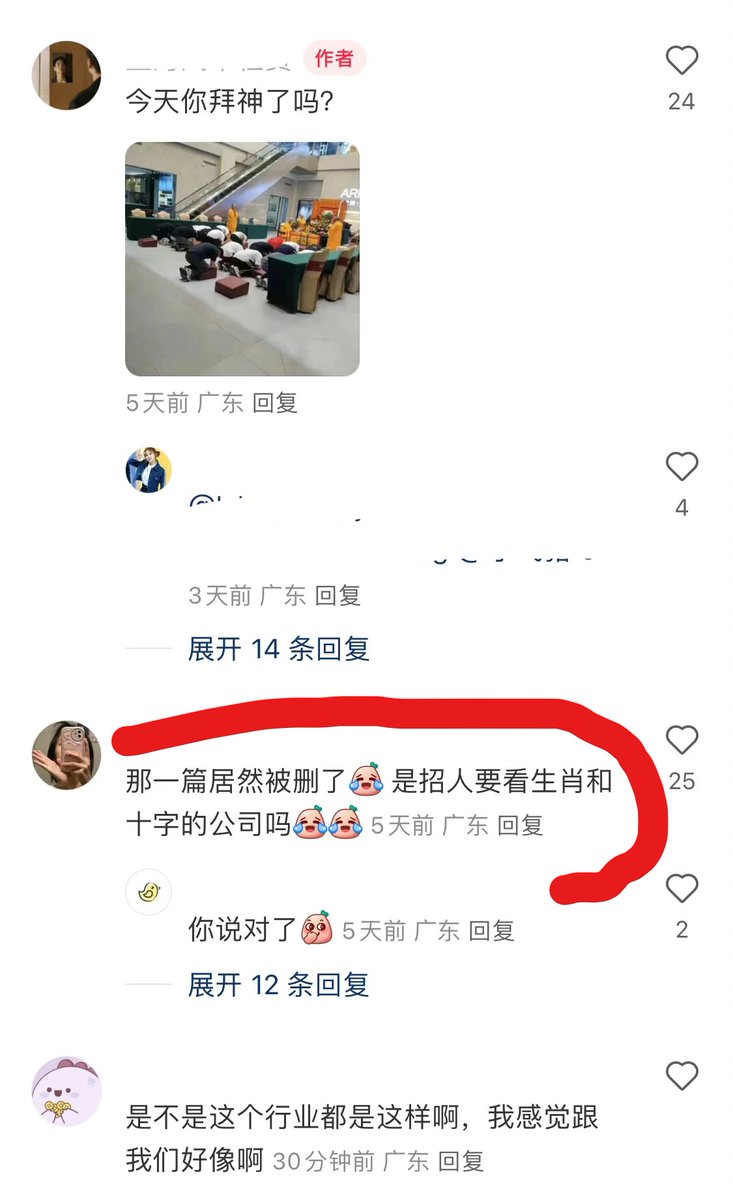 作者
24
今天你拜神了吗?
5天前 广东 回复
4
3天前 广东 回复
展开 14 条回复
那一篇居然被删了 是招人要看生肖和
25
十字的公司吗 5天前 广东 回复
你说对了 5天前 广东 回复
2
展开 12 条回复
是不是这个行业都是这样啊，我感觉跟
我们好像啊 30分钟前 广东 回复